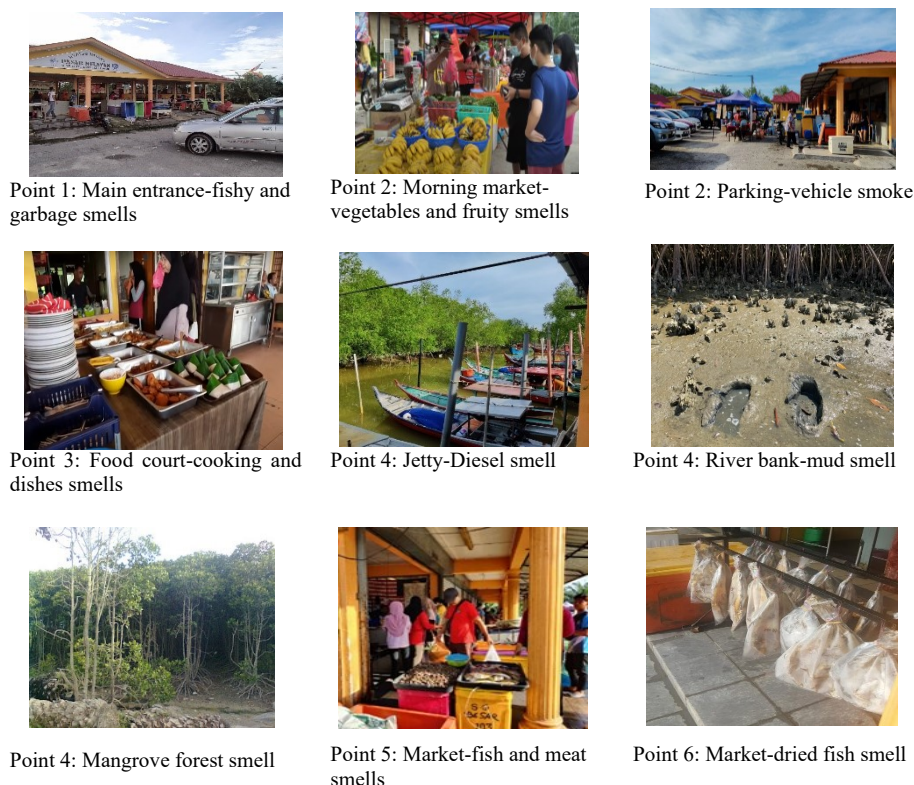 PASAR NELAYAN
Point 1: Main entrance-fishy and
garbage smells
Point 2: Morning market-
vegetables and fruity smells
Point 2: Parking-vehicle smoke
Point 3: Food court-cooking and
dishes smells
Point 4: Jetty-Diesel smell
Point 4: River bank-mud smell
Point 4: Mangrove forest smell
S G
BESAR
Point 5: Market-fish and meat
smells
Point 6: Market-dried fish smell